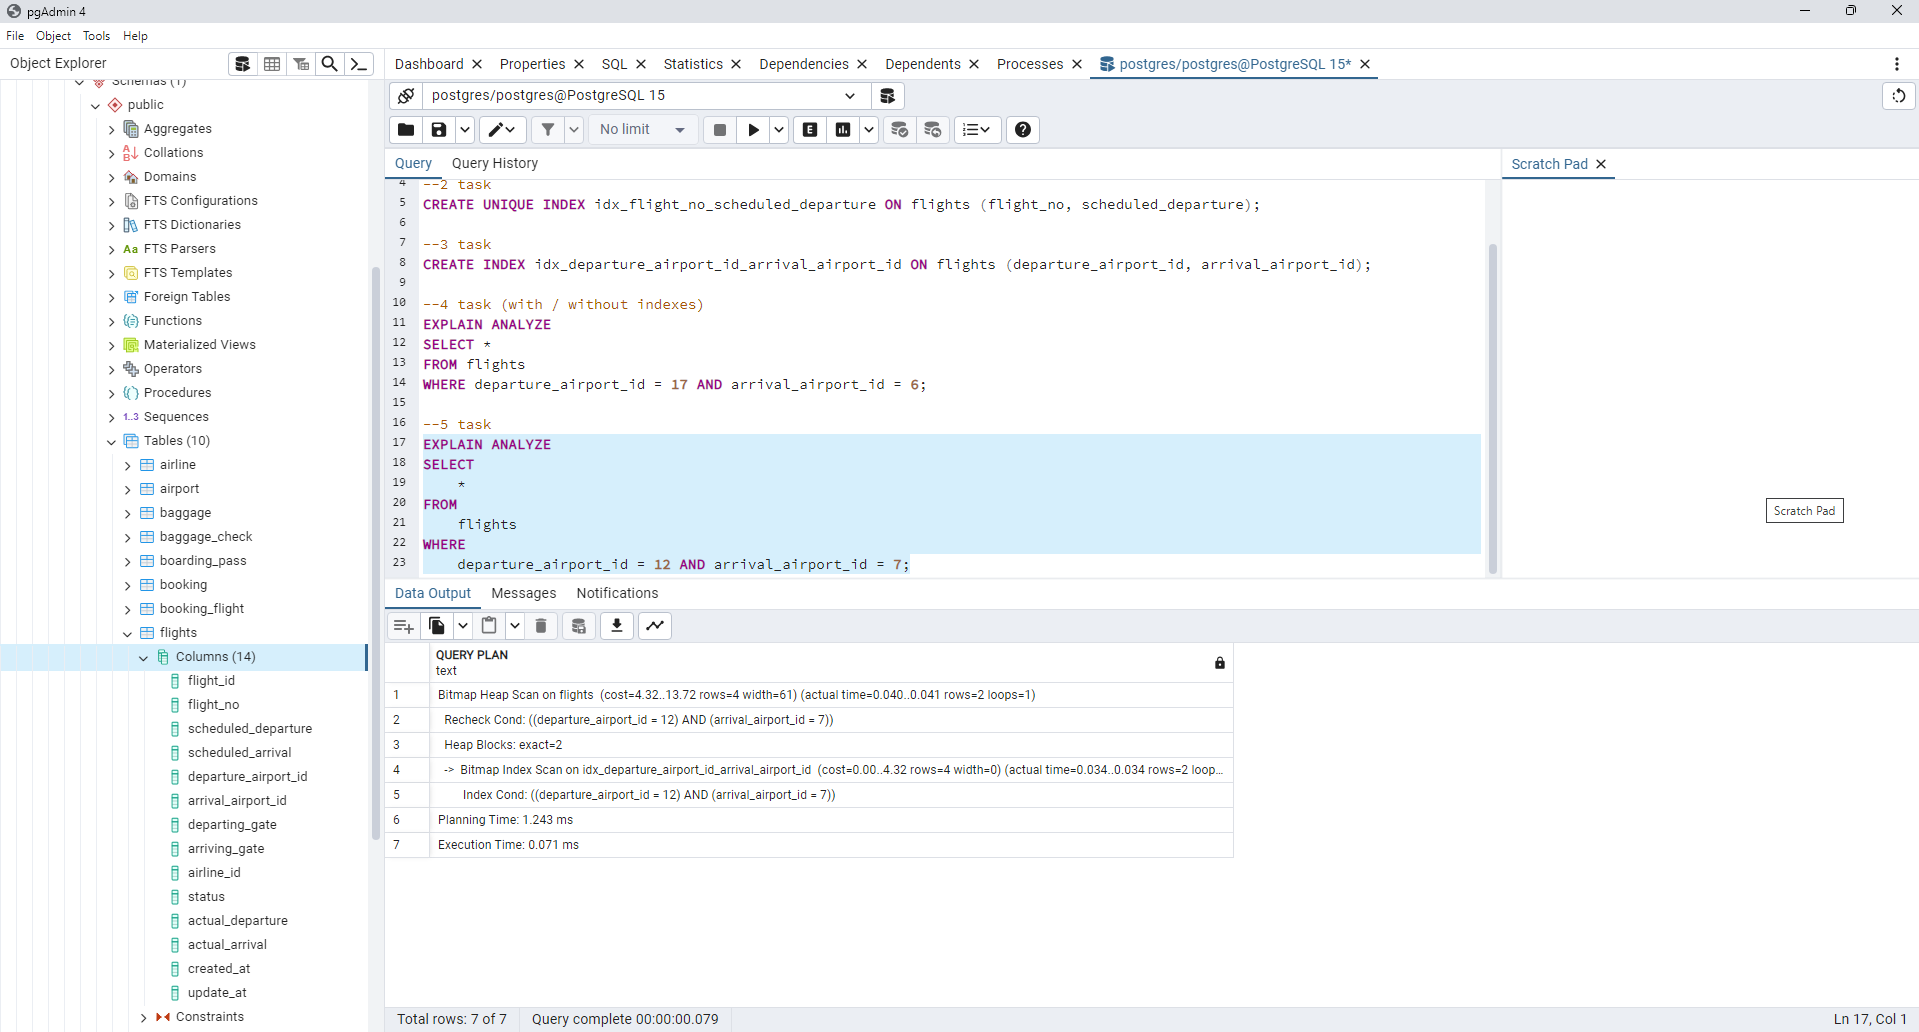 pgAdmin 4
File Object Tools Help
Object Explorer
Schemas (1)
public
Aggregates
Collations
Domains
FTS Configurations
FTS Dictionaries
Aa FTS Parsers
FTS Templates
Foreign Tables
Functions
Materialized Views
Operators
Procedures
1..3 Sequences
Tables (10)
airline
airport
baggage
baggage_check
boarding_pass
booking
booking_flight
flights
Columns (14)
flight_id
flight_no
scheduled_departure
scheduled_arrival
departure_airport_id
arrival_airport_id
departing_gate
arriving_gate
airline_id
status
actual_departure
actual_arrival
created_at
update_at
Constraints
Dashboard Properties SQL Statistics Dependencies Dependents Processes postgres/postgres@PostgreSQL 15*
postgres/postgres@PostgreSQL 15
No limit
Query Query History
4 --2 task
5 CREATE UNIQUE INDEX idx_flight_no_scheduled_departure ON flights (flight_no, scheduled_departure);
6
7 --3 task
8 CREATE INDEX idx_departure_airport_id_arrival_airport_id ON flights (departure_airport_id, arrival_airport_id);
9
10 --4 task (with / without indexes)
11 EXPLAIN ANALYZE
12 SELECT *
13 FROM flights
14 WHERE departure_airport_id = 17 AND arrival_airport_id = 6;
15
16 --5 task
17 EXPLAIN ANALYZE
18 SELECT
19 *
20 FROM
21 flights
22 WHERE
23 departure_airport_id = 12 AND arrival_airport_id = 7;
Scratch Pad
Scratch Pad
Data Output Messages Notifications
QUERY PLAN
text
1 Bitmap Heap Scan on flights (cost=4.32..13.72 rows=4 width=61) (actual time=0.040..0.041 rows=2 loops=1)
2 Recheck Cond: ((departure_airport_id = 12) AND (arrival_airport_id = 7))
3 Heap Blocks: exact=2
4 -> Bitmap Index Scan on idx_departure_airport_id_arrival_airport_id (cost=0.00..4.32 rows=4 width=0) (actual time=0.034..0.034 rows=2 loop...
5 Index Cond: ((departure_airport_id = 12) AND (arrival_airport_id = 7))
6 Planning Time: 1.243 ms
7 Execution Time: 0.071 ms
Total rows: 7 of 7 Query complete 00:00:00.079 Ln 17, Col 1